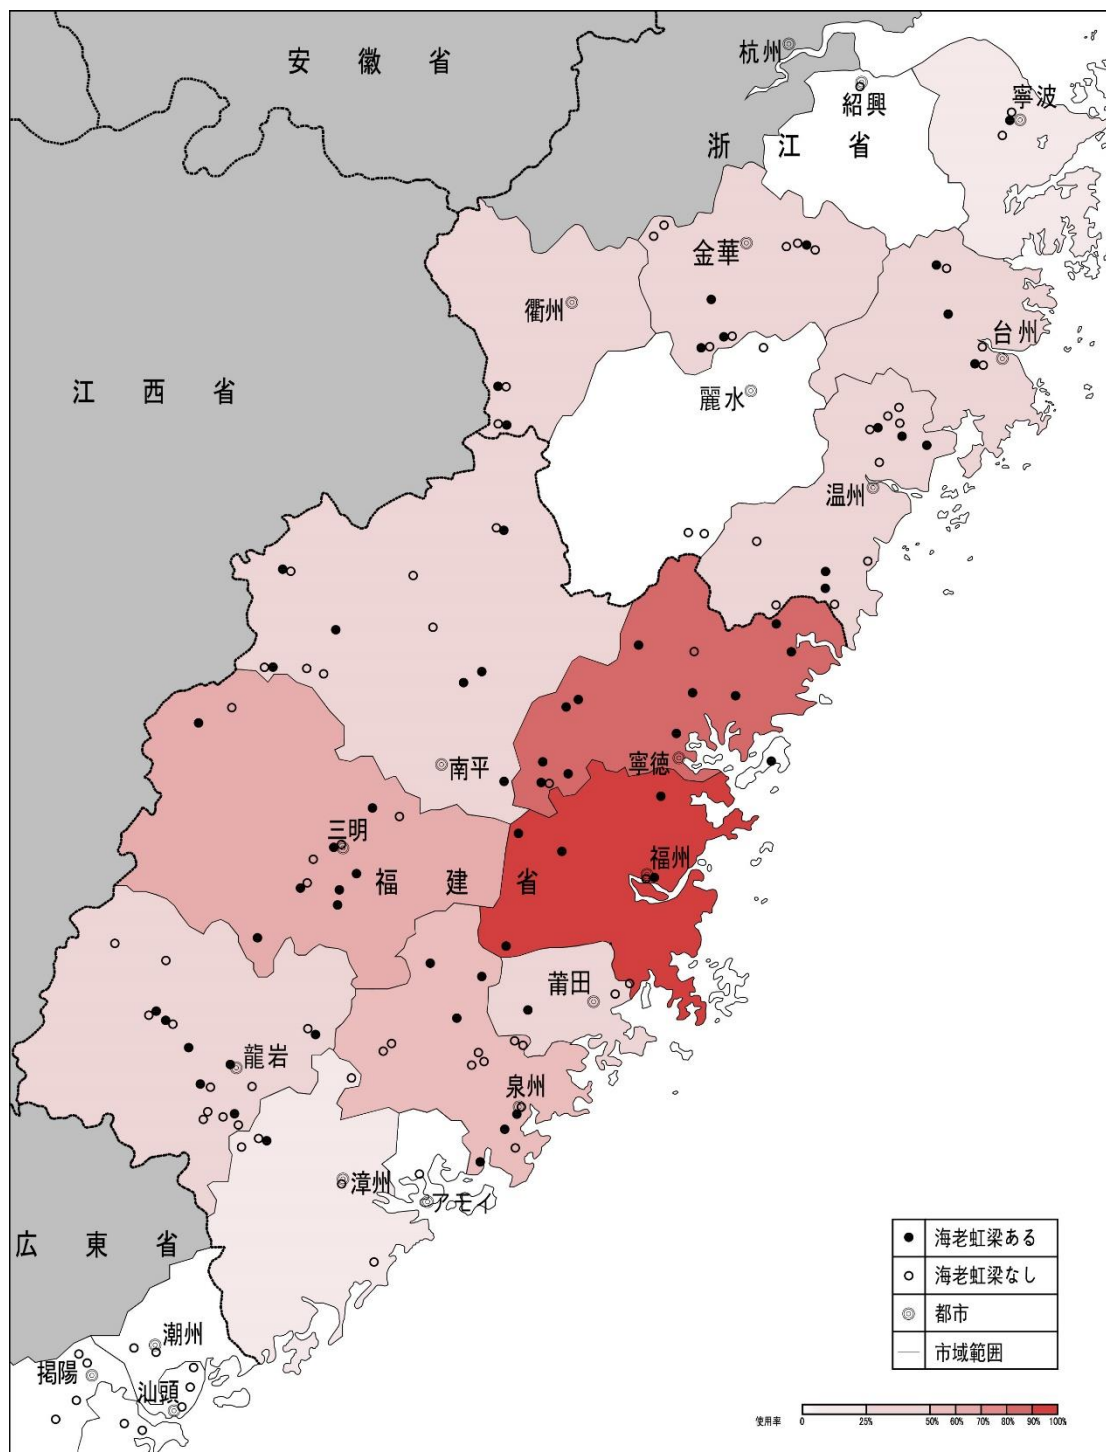 安徽省
杭州
紹興
寧波
浙江省
金華
衢州
台州
江西省
麗水
温州
南平
寧徳
三明
福州
福建省
莆田
龍岩
泉州
漳州
アモイ
広東省
潮州
掲陽
汕頭
海老虹梁ある
海老虹梁なし
都市
市域範囲
使用率
0 25% 50% 60% 70% 80% 90% 100%